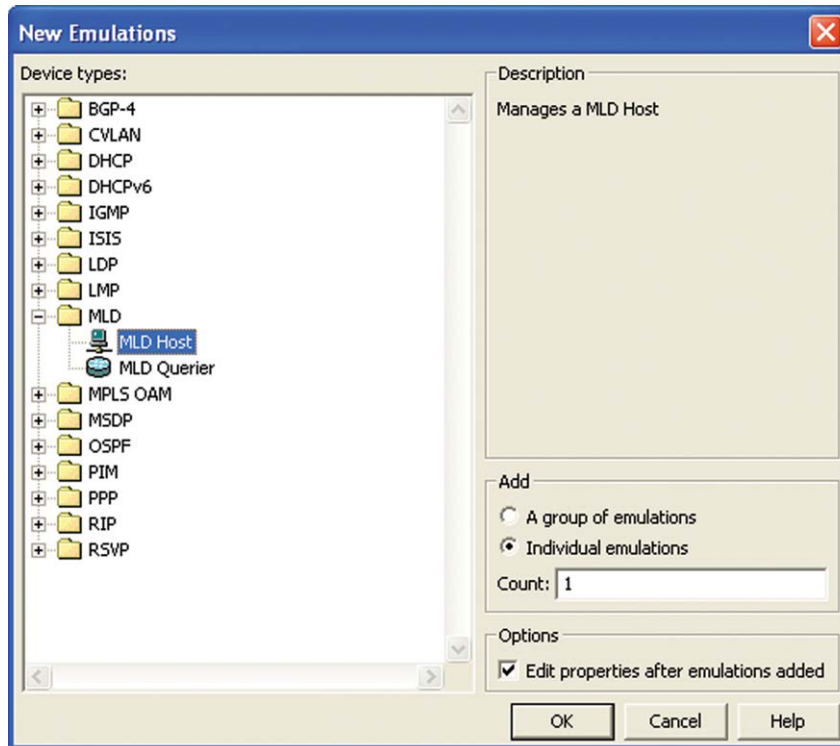 New Emulations
Device types:
BGP-4
CVLAN
DHCP
DHCPv6
IGMP
ISIS
LDP
LMP
MLD
MLD Host
MLD Querier
MPLS OAM
MSDP
OSPF
PIM
PPP
RIP
RSVP
Description
Manages a MLD Host
Add
A group of emulations
Individual emulations
Count: 1
Options
Edit properties after emulations added
OK
Cancel
Help